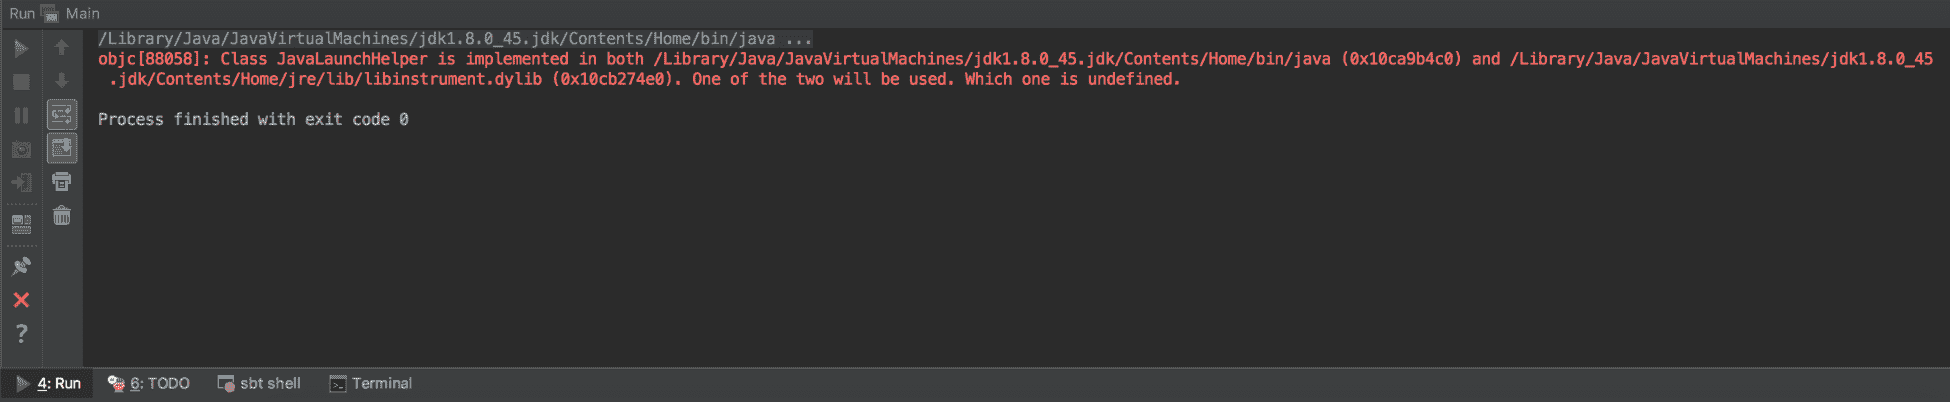 Run Main
/Library/Java/JavaVirtualMachines/jdk1.8.0_45.jdk/Contents/Home/bin/java ...
objc[88058]: Class JavaLaunchHelper is implemented in both /Library/Java/JavaVirtualMachines/jdk1.8.0_45.jdk/Contents/Home/bin/java (0x10ca9b4c0) and /Library/Java/JavaVirtualMachines/jdk1.8.0_45
.jdk/Contents/Home/jre/lib/libinstrument.dylib (0x10cb274e0). One of the two will be used. Which one is undefined.
Process finished with exit code 0
4: Run 6: TODO sbt shell Terminal